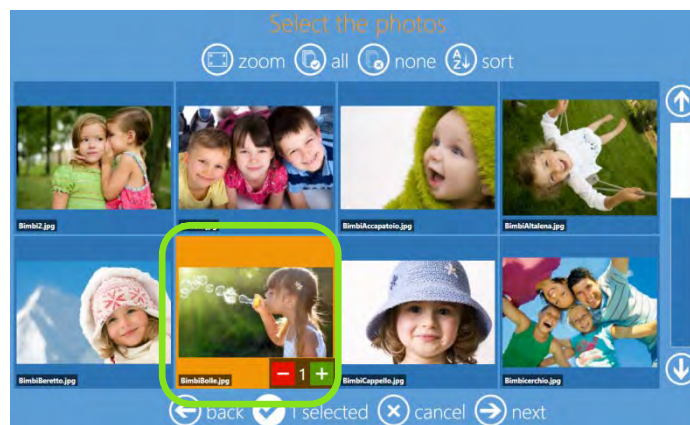 Select the photos
zoom all none sort
Bimbi2.jpg
.jpg
BimbiAccapatoio.jpg
BimbiAltalena.jpg
BimbiBeretto.jpg
BimbiBolle.jpg
1
BimbiCappello.jpg
Bimbicerchio.jpg
back 1 selected cancel next